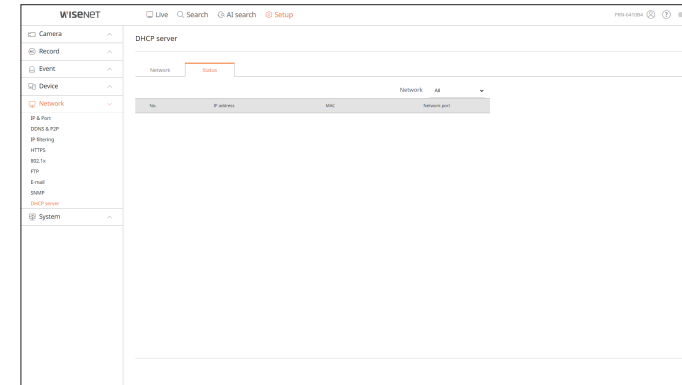 WISENET
Live Search AI search Setup
PRN-6410B4
Camera
Record
Event
Device
Network
IP & Port
DDNS & P2P
IP filtering
HTTPS
802.1x
FTP
E-mail
SNMP
DHCP server
System
DHCP server
Network Status
Network All
No. IP address MAC Network port